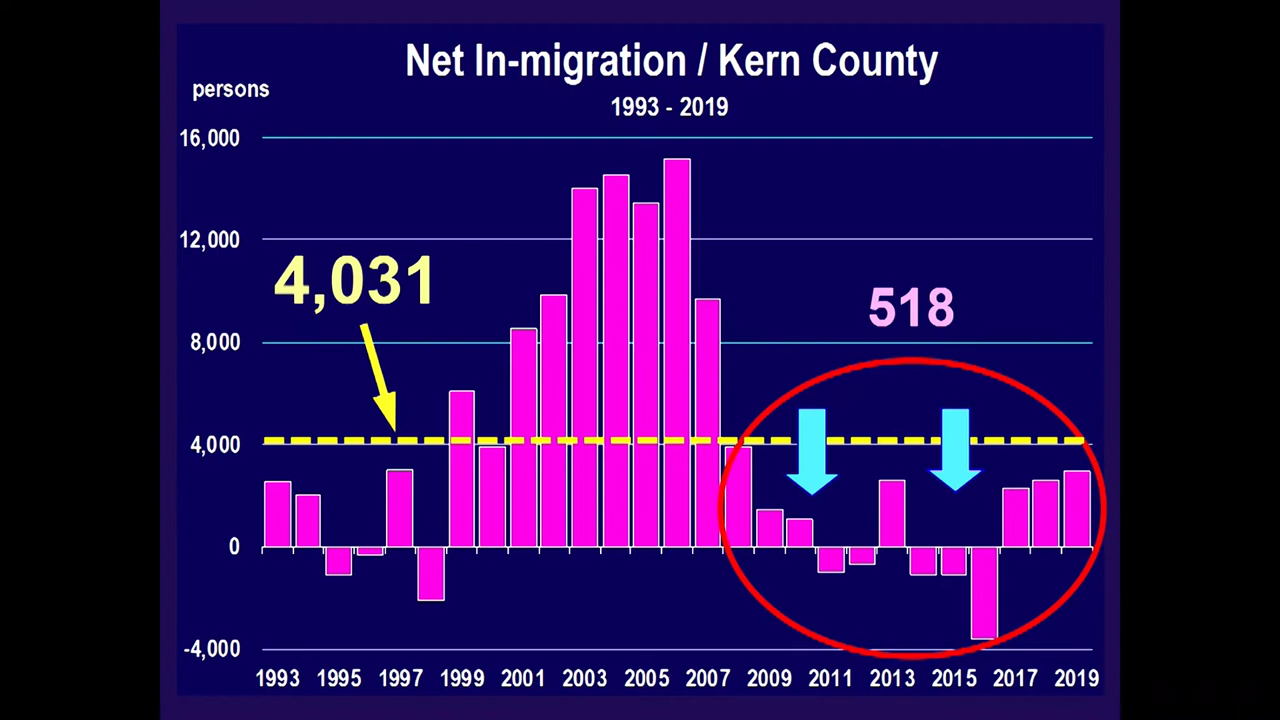 Net In-migration / Kern County
1993 - 2019
persons
16,000
12,000
8,000
4,000
0
-4,000
4,031
518
1993 1995 1997 1999 2001 2003 2005 2007 2009 2011 2013 2015 2017 2019